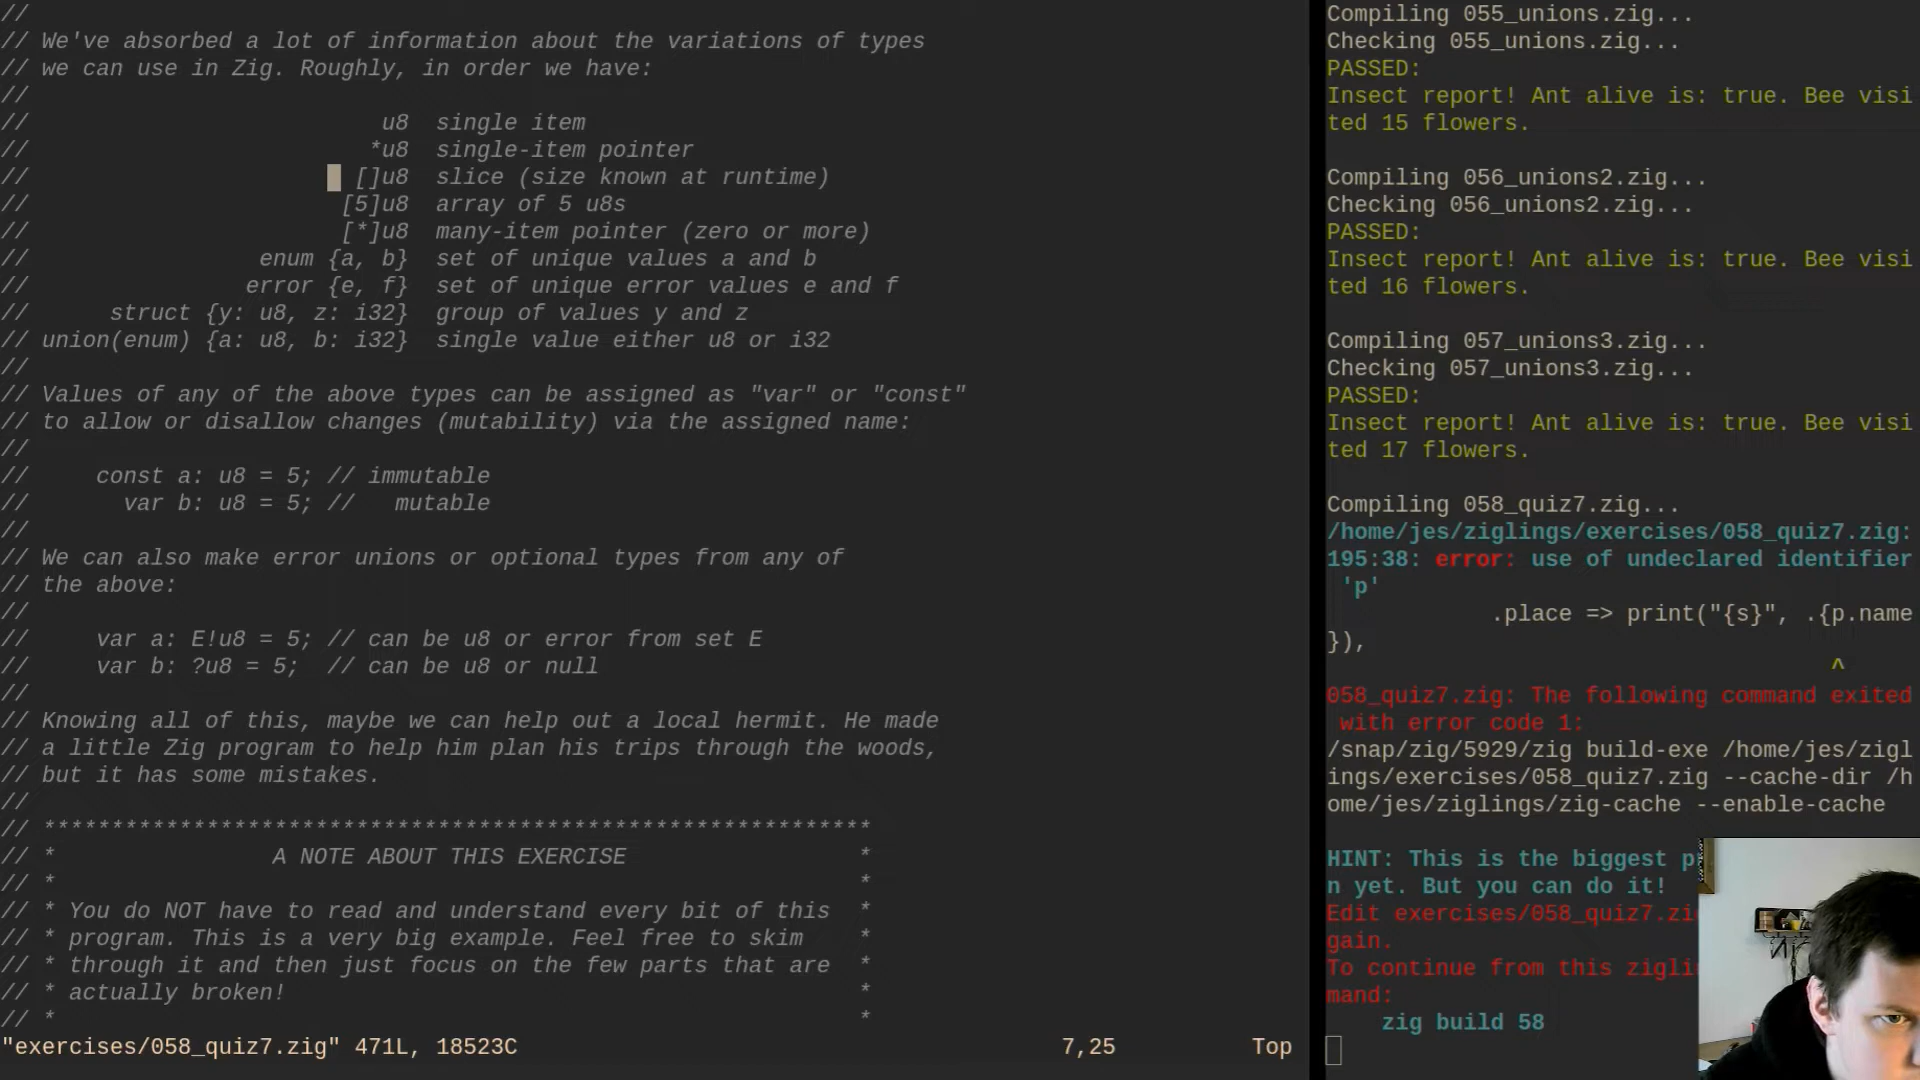 //
// We've absorbed a lot of information about the variations of types
// we can use in Zig. Roughly, in order we have:
//
//                          u8  single item
//                         *u8  single-item pointer
//                        []u8  slice (size known at runtime)
//                       [5]u8  array of 5 u8s
//                       [*]u8  many-item pointer (zero or more)
//                 enum {a, b}  set of unique values a and b
//                error {e, f}  set of unique error values e and f
//      struct {y: u8, z: i32}  group of values y and z
// union(enum) {a: u8, b: i32}  single value either u8 or i32
//
// Values of any of the above types can be assigned as "var" or "const"
// to allow or disallow changes (mutability) via the assigned name:
//
//     const a: u8 = 5; // immutable
//       var b: u8 = 5; //   mutable
//
// We can also make error unions or optional types from any of
// the above:
//
//     var a: E!u8 = 5; // can be u8 or error from set E
//     var b: ?u8 = 5;  // can be u8 or null
//
// Knowing all of this, maybe we can help out a local hermit. He made
// a little Zig program to help him plan his trips through the woods,
// but it has some mistakes.
//
// *************************************************************
// *                A NOTE ABOUT THIS EXERCISE                 *
// *                                                           *
// * You do NOT have to read and understand every bit of this  *
// * program. This is a very big example. Feel free to skim    *
// * through it and then just focus on the few parts that are  *
// * actually broken!                                          *
// *                                                           *
"exercises/058_quiz7.zig" 471L, 18523C                                        7,25          Top
Compiling 055_unions.zig...
Checking 055_unions.zig...
PASSED:
Insect report! Ant alive is: true. Bee visi
ted 15 flowers.
Compiling 056_unions2.zig...
Checking 056_unions2.zig...
PASSED:
Insect report! Ant alive is: true. Bee visi
ted 16 flowers.
Compiling 057_unions3.zig...
Checking 057_unions3.zig...
PASSED:
Insect report! Ant alive is: true. Bee visi
ted 17 flowers.
Compiling 058_quiz7.zig...
/home/jes/ziglings/exercises/058_quiz7.zig:
195:38: error: use of undeclared identifier
 'p'
            .place => print("{s}", .{p.name
}),
                                     ^
058_quiz7.zig: The following command exited
 with error code 1:
/snap/zig/5929/zig build-exe /home/jes/zigl
ings/exercises/058_quiz7.zig --cache-dir /h
ome/jes/ziglings/zig-cache --enable-cache
HINT: This is the biggest p
n yet. But you can do it!
Edit exercises/058_quiz7.zi
gain.
To continue from this zigli
mand:
    zig build 58